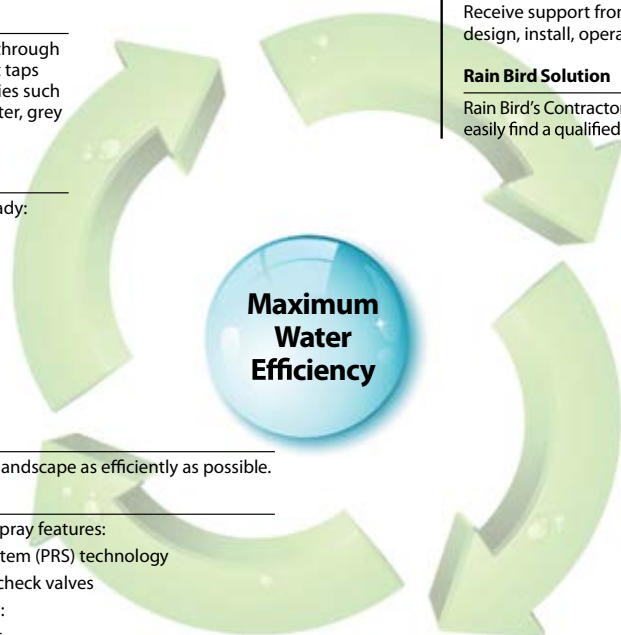 through
taps
ies such
ter, grey
ady:
Receive support from
design, install, opera
Rain Bird Solution
Rain Bird’s Contractor
easily find a qualified
Maximum
Water
Efficiency
andscape as efficiently as possible.
pray features:
tem (PRS) technology
check valves
: